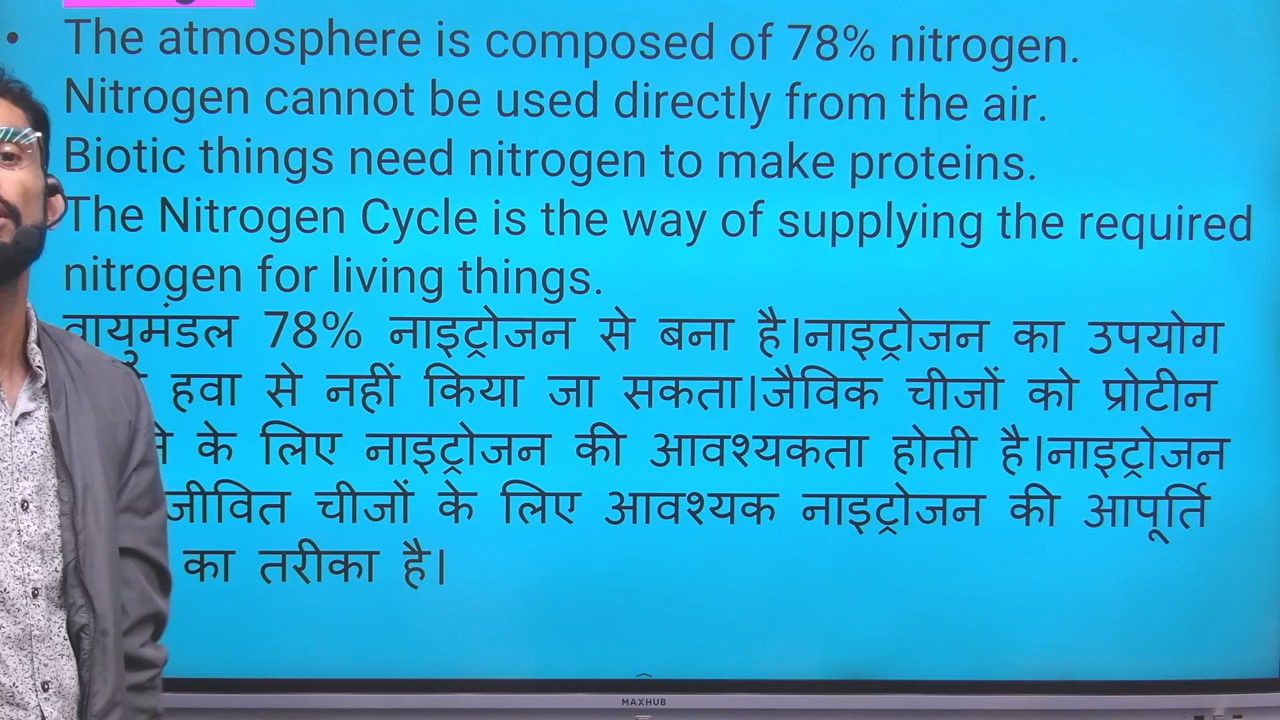 • The atmosphere is composed of 78% nitrogen.
Nitrogen cannot be used directly from the air.
Biotic things need nitrogen to make proteins.
The Nitrogen Cycle is the way of supplying the required
nitrogen for living things.
वायुमंडल 78% नाइट्रोजन से बना है।नाइट्रोजन का उपयोग
हवा से नहीं किया जा सकता।जैविक चीजों को प्रोटीन
के लिए नाइट्रोजन की आवश्यकता होती है।नाइट्रोजन
जीवित चीजों के लिए आवश्यक नाइट्रोजन की आपूर्ति
का तरीका है।
MAXHUB